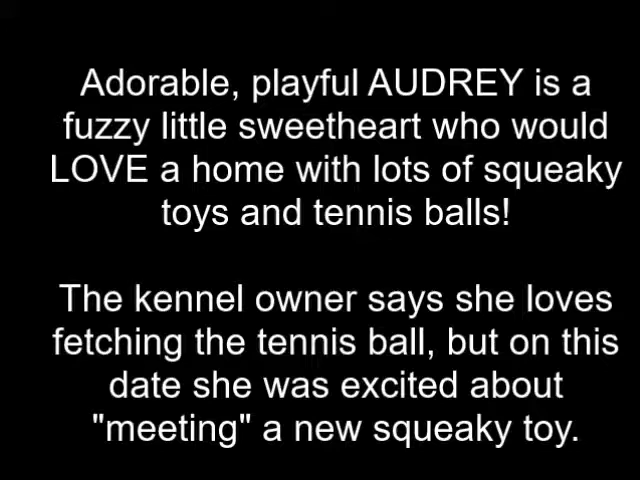 Adorable, playful AUDREY is a
fuzzy little sweetheart who would
LOVE a home with lots of squeaky
toys and tennis balls!
The kennel owner says she loves
fetching the tennis ball, but on this
date she was excited about
"meeting" a new squeaky toy.